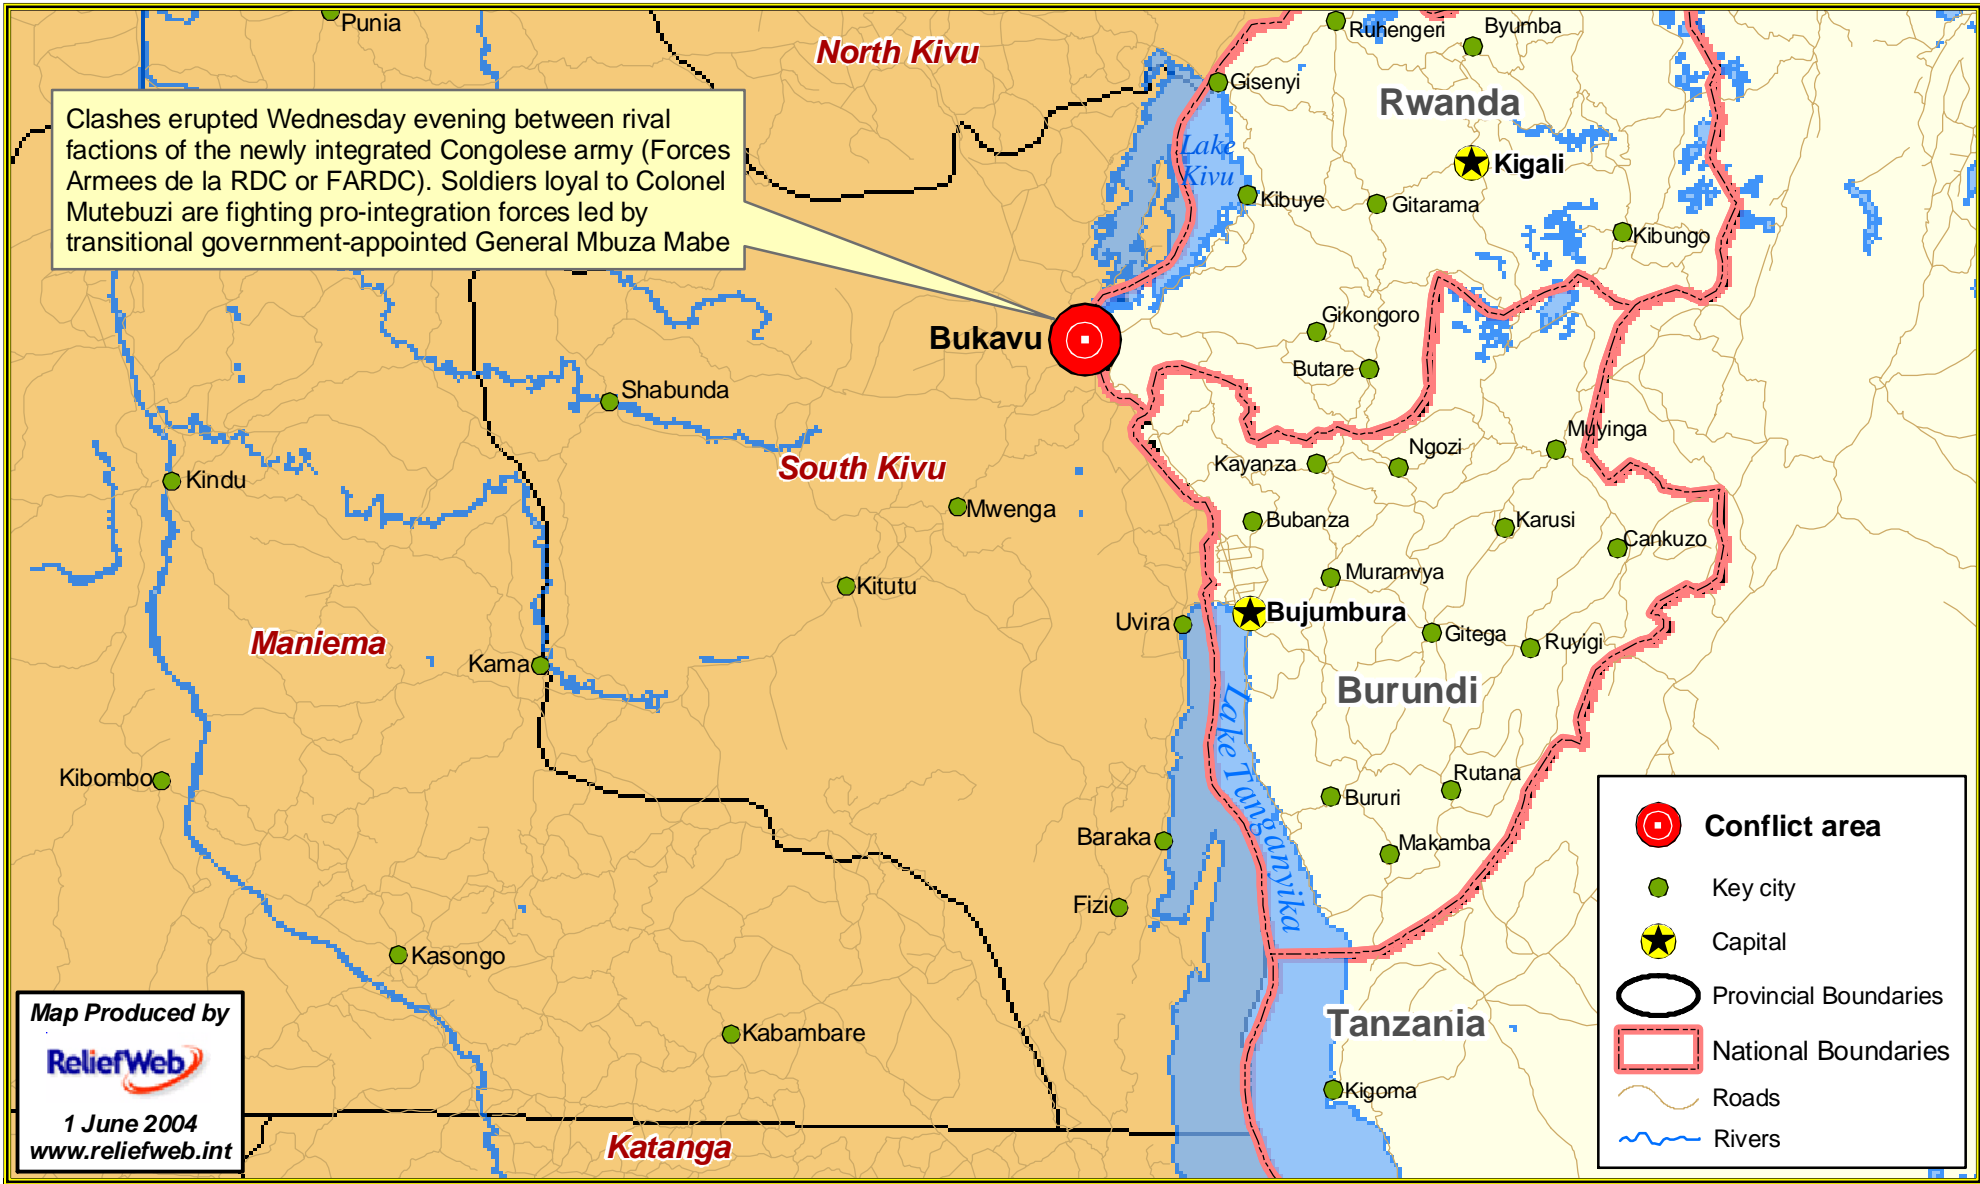 Punia
North Kivu
Ruhengeri
Byumba
Gisenyi
Rwanda
Clashes erupted Wednesday evening between rival
factions of the newly integrated Congolese army (Forces
Armees de la RDC or FARDC). Soldiers loyal to Colonel
Mutebuzi are fighting pro-integration forces led by
transitional government-appointed General Mbuza Mabe
Lake
Kivu
Kigali
Kibuye
Gitarama
Kibungo
Gikongoro
Bukavu
Butare
Shabunda
Muyinga
Ngozi
Kayanza
South Kivu
Kindu
Mwenga
Bubanza
Karusi
Cankuzo
Muramvya
Kitutu
Uvira
Bujumbura
Gitega
Ruyigi
Maniema
Kama
Burundi
Lake Tanganyika
Kibombo
Rutana
Bururi
Baraka
Makamba
Fizi
Kasongo
Kabambare
Tanzania
Kigoma
Katanga
Conflict area
Key city
Capital
Provincial Boundaries
National Boundaries
Roads
Rivers
Map Produced by
ReliefWeb
1 June 2004
www.reliefweb.int